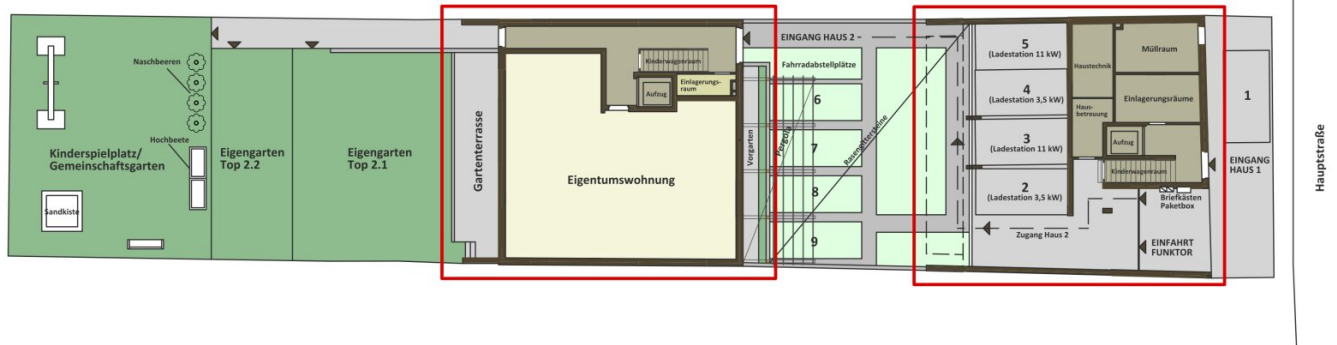 Naschbeeren
Hochbeete
Kinderspielplatz/
Gemeinschaftsgarten
Sandkiste
Eigengarten
Top 2.2
Eigengarten
Top 2.1
Gartenterrasse
Kinderwagenraum
Aufzug
Einlagerungs-
raum
Eigentumswohnung
EINGANG HAUS 2
Fahrradabstellplätze
Vorgarten
Pergola
6
7
8
9
Rasengittersteine
5
(Ladestation 11 kW)
4
(Ladestation 3,5 kW)
3
(Ladestation 11 kW)
2
(Ladestation 3,5 kW)
Zugang Haus 2
Haustechnik
Haus-
betreuung
Müllraum
Einlagerungsräume
Aufzug
Kinderwagenraum
Briefkästen
Paketbox
EINFAHRT
FUNKTOR
1
EINGANG
HAUS 1
Hauptstraße